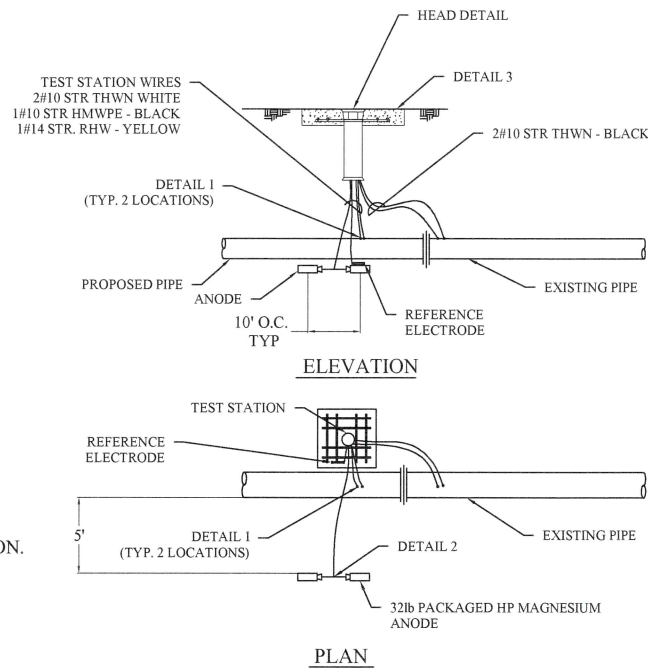 HEAD DETAIL
TEST STATION WIRES
2#10 STR THWN WHITE
1#10 STR HMWPE - BLACK
1#14 STR. RHW - YELLOW
DETAIL 3
2#10 STR THWN - BLACK
DETAIL 1
(TYP. 2 LOCATIONS)
PROPOSED PIPE
ANODE
EXISTING PIPE
REFERENCE
ELECTRODE
10' O.C.
TYP
ELEVATION
TEST STATION
REFERENCE
ELECTRODE
5'
ON.
DETAIL 1
(TYP. 2 LOCATIONS)
EXISTING PIPE
DETAIL 2
32lb PACKAGED HP MAGNESIUM
ANODE
PLAN